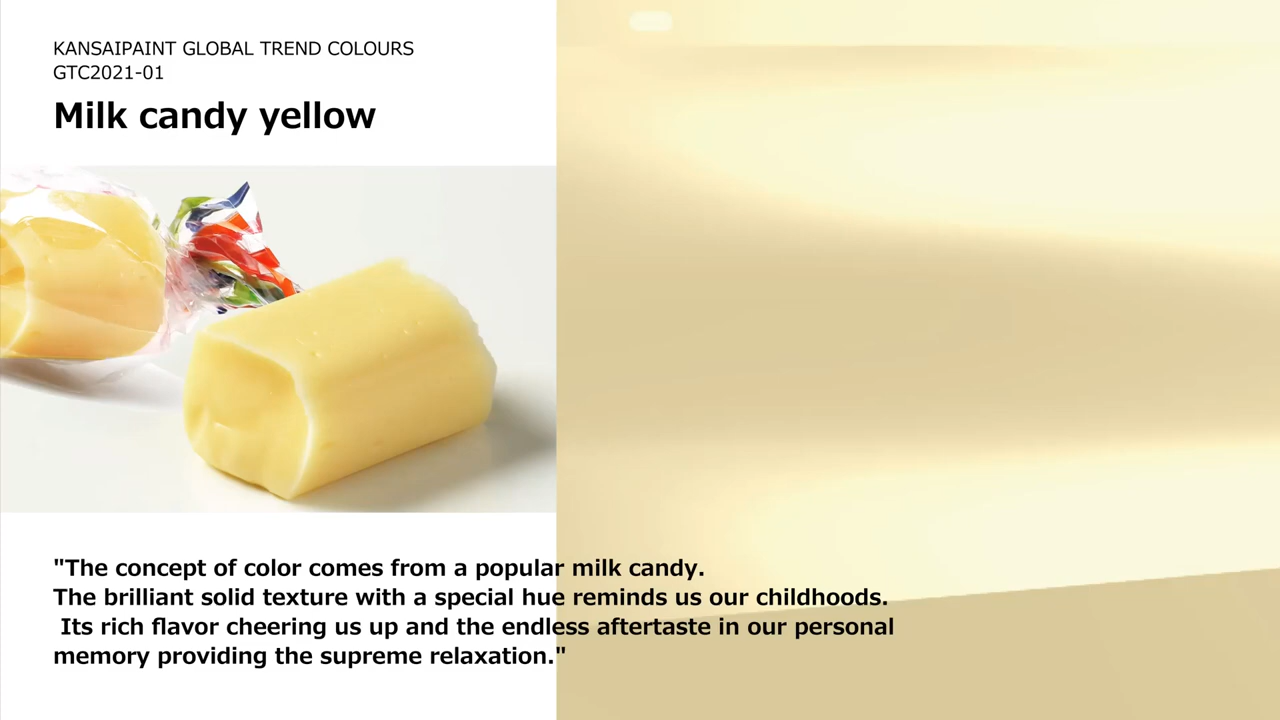 KANSAIPAINT GLOBAL TREND COLOURS
GTC2021-01
Milk candy yellow
"The concept of color comes from a popular milk candy.
The brilliant solid texture with a special hue reminds us our childhoods.
Its rich flavor cheering us up and the endless aftertaste in our personal
memory providing the supreme relaxation."